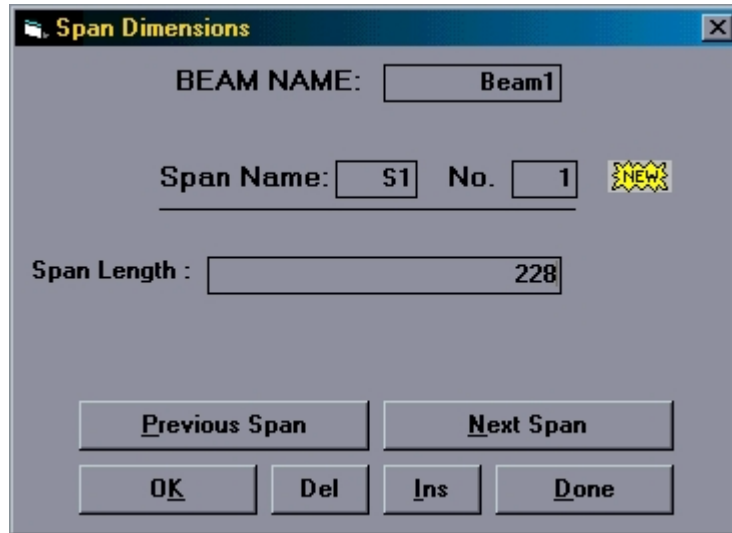 Span Dimensions
BEAM NAME: Beam1
Span Name: S1 No. 1 NEW
Span Length : 228
Previous Span Next Span
OK Del Ins Done